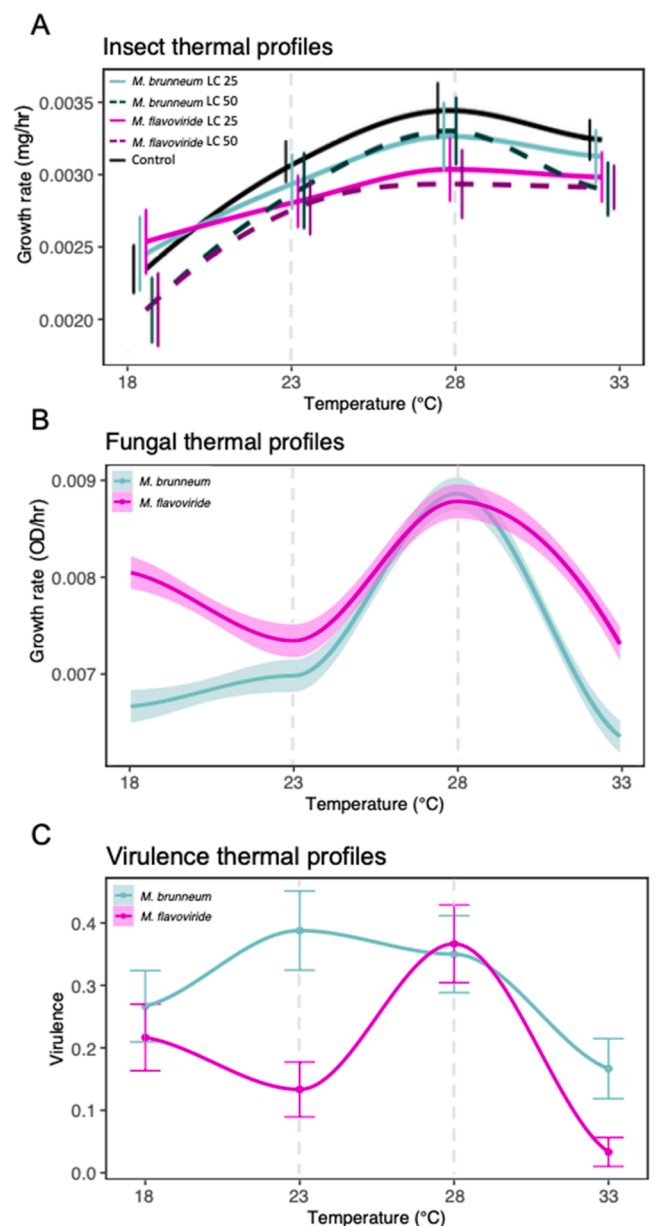 A
Insect thermal profiles
M. brunneum LC 25
M. brunneum LC 50
M. flavoviride LC 25
M. flavoviride LC 50
Control
Growth rate (mg/hr)
0.0035
0.0030
0.0025
0.0020
18 23 28 33
Temperature (°C)
B
Fungal thermal profiles
M. brunneum
M. flavoviride
Growth rate (OD/hr)
0.009
0.008
0.007
18 23 28 33
Temperature (°C)
C
Virulence thermal profiles
M. brunneum
M. flavoviride
Virulence
0.4
0.3
0.2
0.1
0.0
18 23 28 33
Temperature (°C)